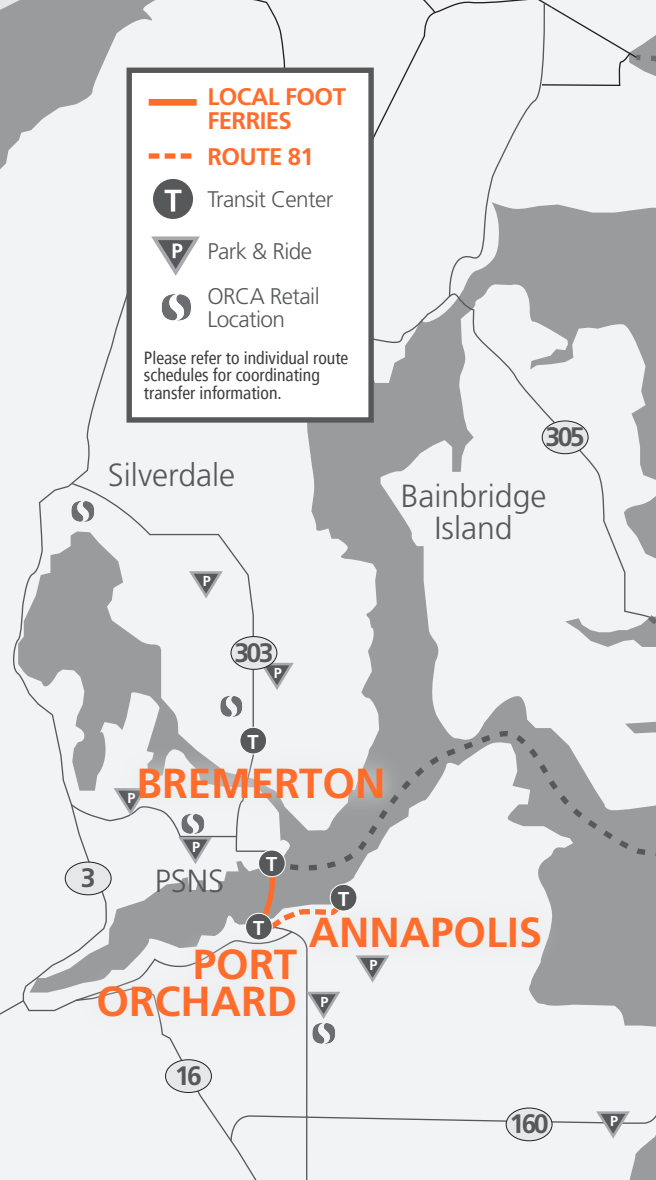 LOCAL FOOT
FERRIES
ROUTE 81
T
Transit Center
P
Park & Ride
ORCA Retail
Location
Please refer to individual route
schedules for coordinating
transfer information.
305
Silverdale
Bainbridge
Island
P
303
P
T
BREMERTON
P
P
T
3
PSNS
T
T
ANNAPOLIS
PORT
ORCHARD
P
P
16
160
P